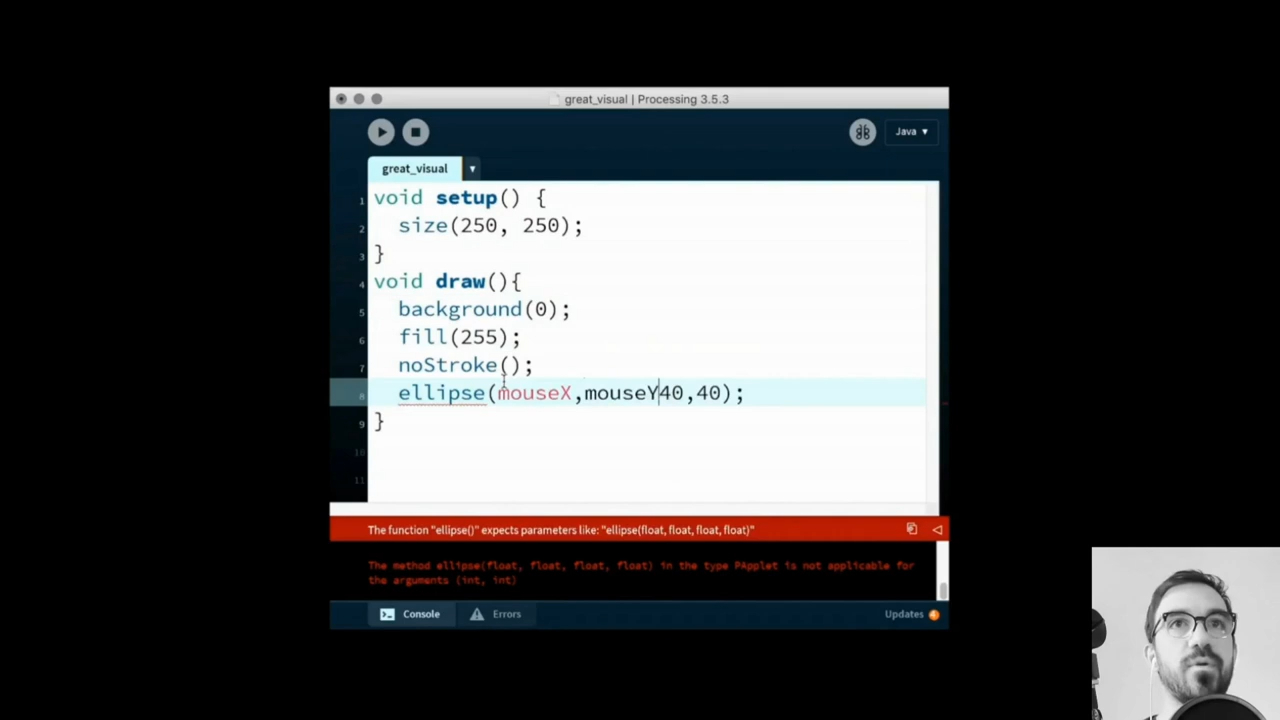 great_visual | Processing 3.5.3
Java ▾
great_visual ▾
1 void setup() {
2 size(250, 250);
3 }
4 void draw(){
5 background(0);
6 fill(255);
7 noStroke();
8 ellipse(mouseX,mouseY40,40);
9 }
10
11
The function "ellipse()" expects parameters like: "ellipse(float, float, float, float)"
The method ellipse(float, float, float, float) in the type PApplet is not applicable for
the arguments (int, int)
Console Errors Updates